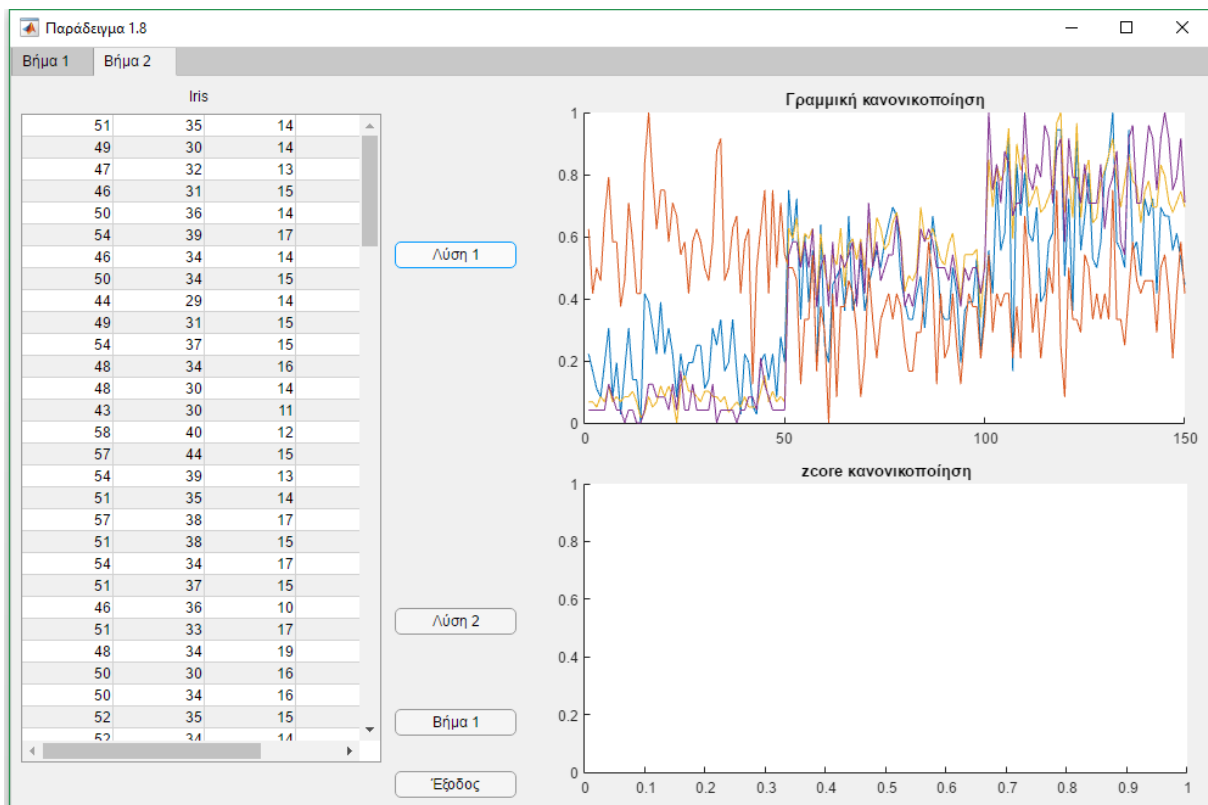 Παράδειγμα 1.8
Βήμα 1 Βήμα 2
Iris
51 35 14
49 30 14
47 32 13
46 31 15
50 36 14
54 39 17
46 34 14
50 34 15
44 29 14
49 31 15
54 37 15
48 34 16
48 30 14
43 30 11
58 40 12
57 44 15
54 39 13
51 35 14
57 38 17
51 38 15
54 34 17
51 37 15
46 36 10
51 33 17
48 34 19
50 30 16
50 34 16
52 35 15
52 34 14
Λύση 1
Λύση 2
Βήμα 1
Έξοδος
Γραμμική κανονικοποίηση
1
0.8
0.6
0.4
0.2
0
0 50 100 150
zcore κανονικοποίηση
1
0.8
0.6
0.4
0.2
0
0 0.1 0.2 0.3 0.4 0.5 0.6 0.7 0.8 0.9 1